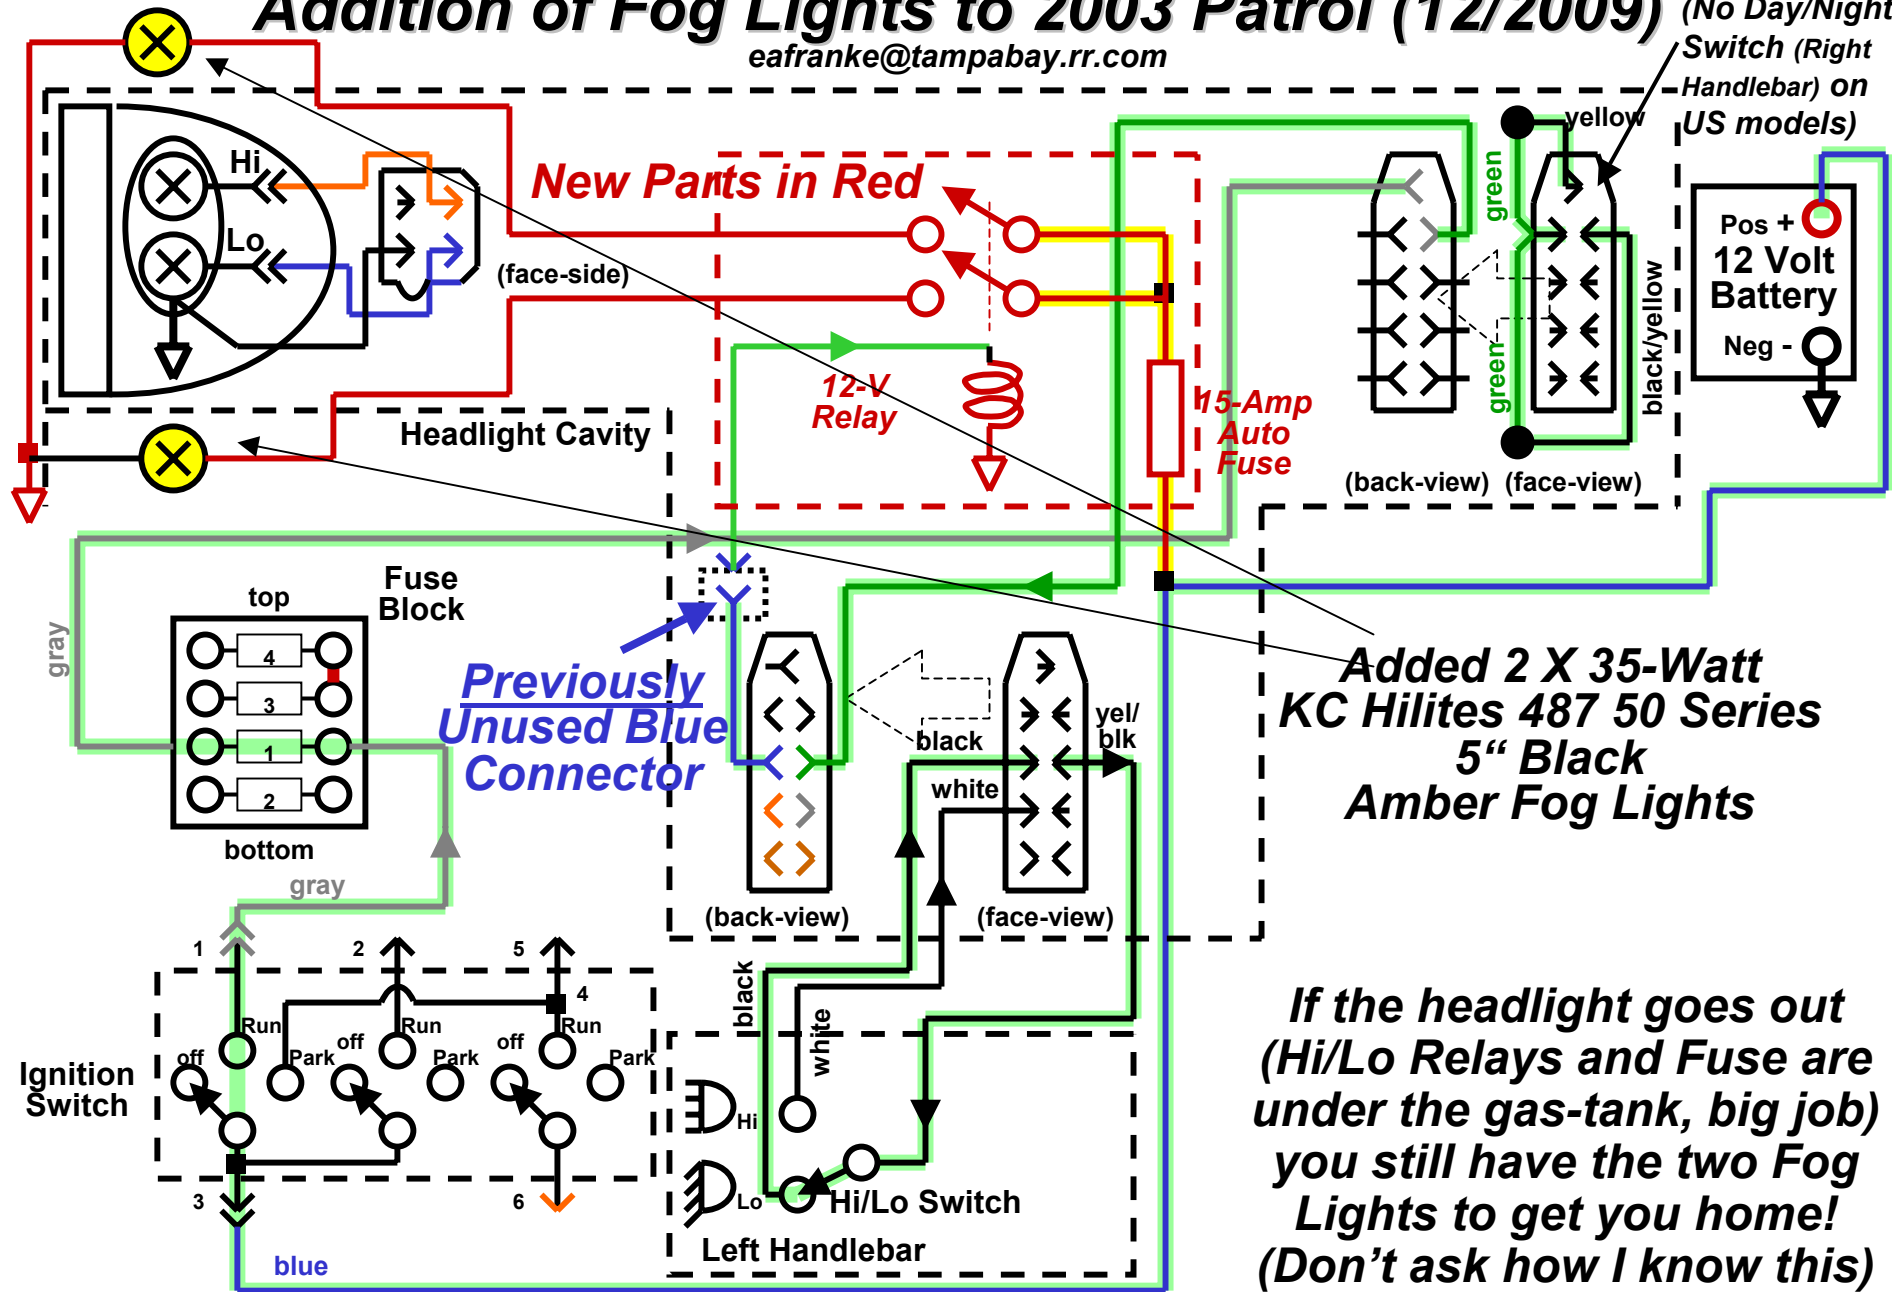 Addition of Fog Lights to 2003 Patrol (12/2009)
eafranke@tampabay.rr.com
(No Day/Night
Switch (Right
Handlebar) on
US models)
Hi
Lo
(face-side)
New Parts in Red
12-V
Relay
15-Amp
Auto
Fuse
Headlight Cavity
yellow
green
green
black/yellow
(back-view)
(face-view)
Pos +
12 Volt
Battery
Neg -
gray
Fuse
Block
top
4
3
1
2
bottom
gray
Previously
Unused Blue
Connector
black
white
yel/
blk
(back-view)
(face-view)
Added 2 X 35-Watt
KC Hilites 487 50 Series
5“ Black
Amber Fog Lights
1
2
5
4
Run
Run
Run
off
off
off
Park
Park
Park
Ignition
Switch
3
6
blue
black
white
Hi
Lo
Hi/Lo Switch
Left Handlebar
If the headlight goes out
(Hi/Lo Relays and Fuse are
under the gas-tank, big job)
you still have the two Fog
Lights to get you home!
(Don’t ask how I know this)